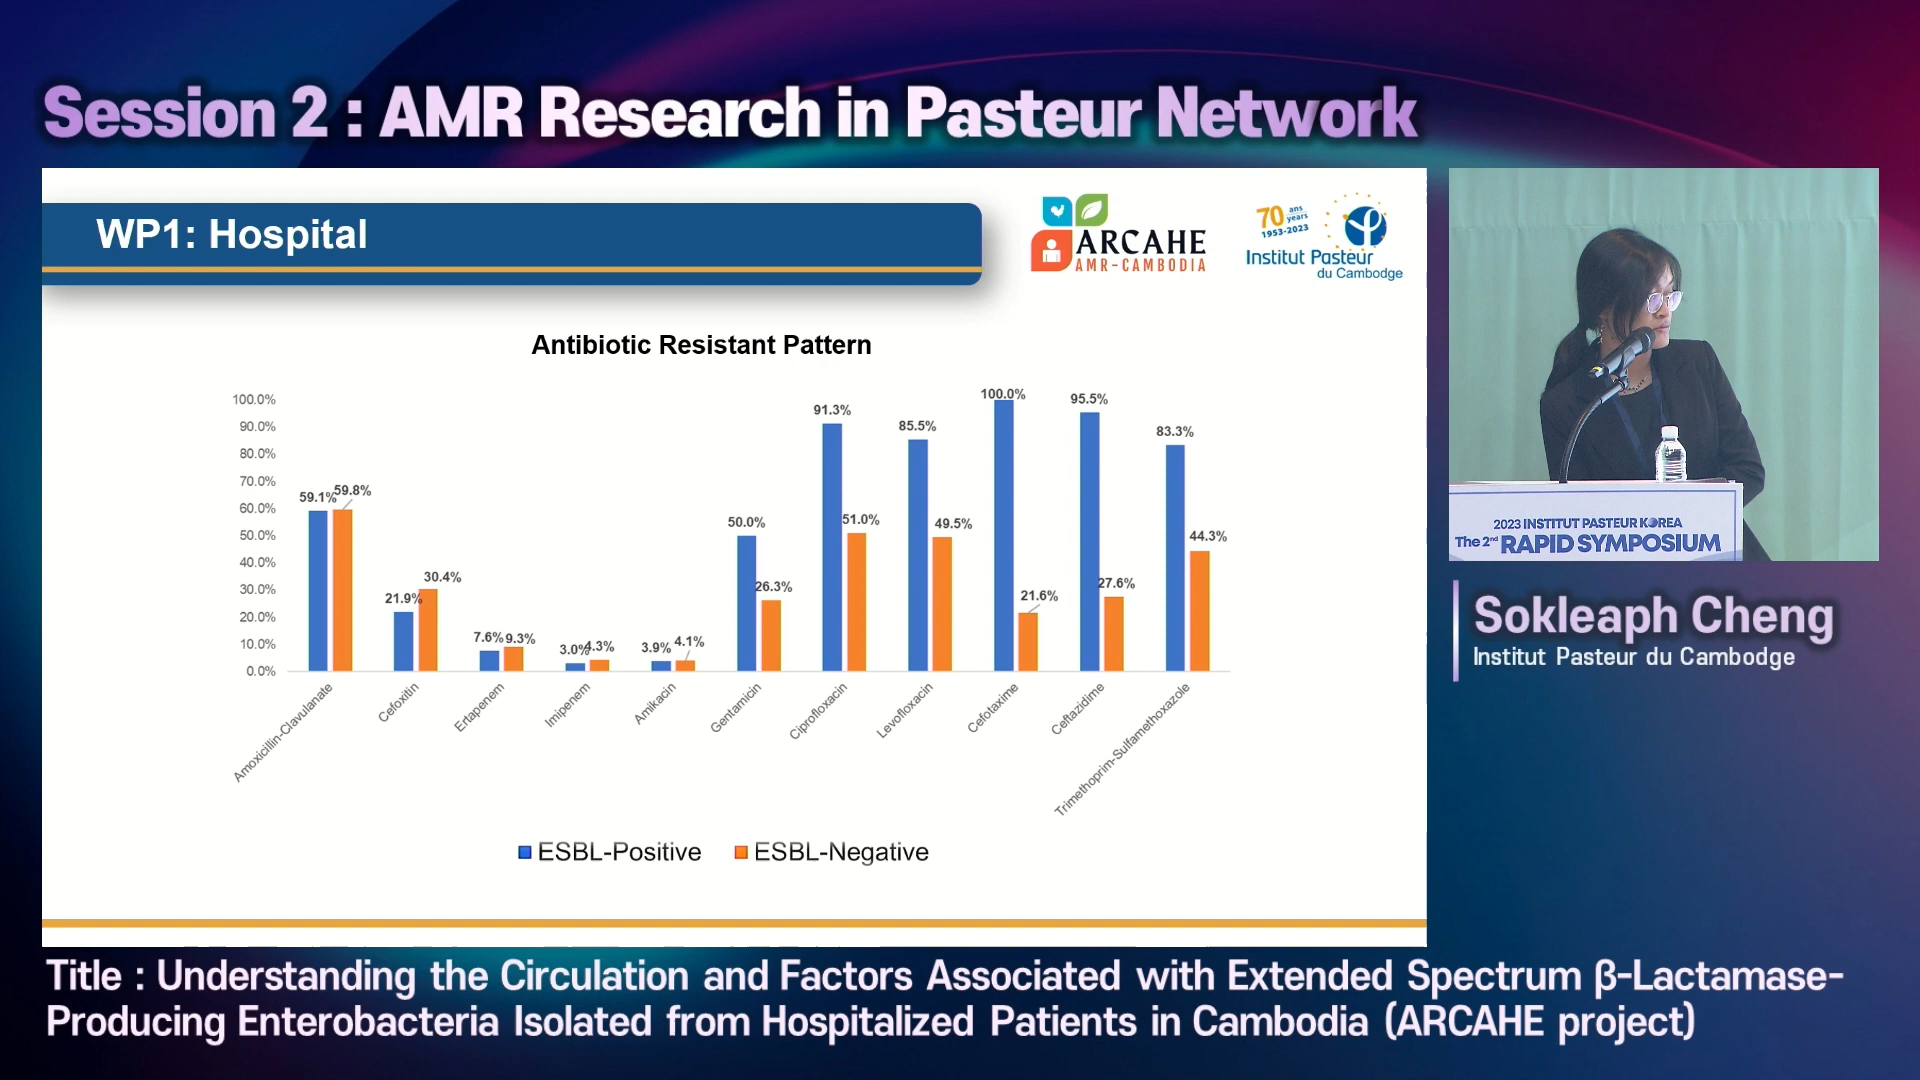 Session 2 : AMR Research in Pasteur Network
WP1: Hospital
ARCAHE
AMR-CAMBODIA
70 ans years
1953-2023
Institut Pasteur
du Cambodge
Antibiotic Resistant Pattern
100.0%
90.0%
80.0%
70.0%
60.0%
50.0%
40.0%
30.0%
20.0%
10.0%
0.0%
59.1% 59.8%
21.9% 30.4%
7.6% 9.3%
3.0% 4.3%
3.9% 4.1%
50.0% 26.3%
91.3% 51.0%
85.5% 49.5%
100.0% 21.6%
95.5% 27.6%
83.3% 44.3%
Amoxicillin-Clavulanate
Cefoxitin
Ertapenem
Imipenem
Amikacin
Gentamicin
Ciprofloxacin
Levofloxacin
Cefotaxime
Ceftazidime
Trimethoprim-Sulfamethoxazole
ESBL-Positive ESBL-Negative
2023 INSTITUT PASTEUR KOREA
The 2nd RAPID SYMPOSIUM
Sokleaph Cheng
Institut Pasteur du Cambodge
Title : Understanding the Circulation and Factors Associated with Extended Spectrum β-Lactamase-
Producing Enterobacteria Isolated from Hospitalized Patients in Cambodia (ARCAHE project)